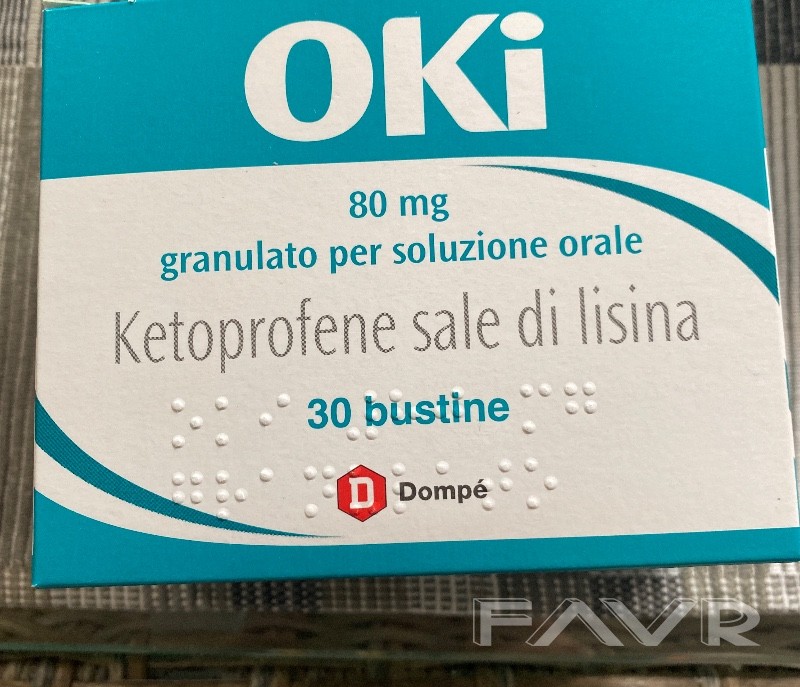 OKi
80 mg
granulato per soluzione orale
Ketoprofene sale di lisina
30 bustine
D Dompé
FAVR